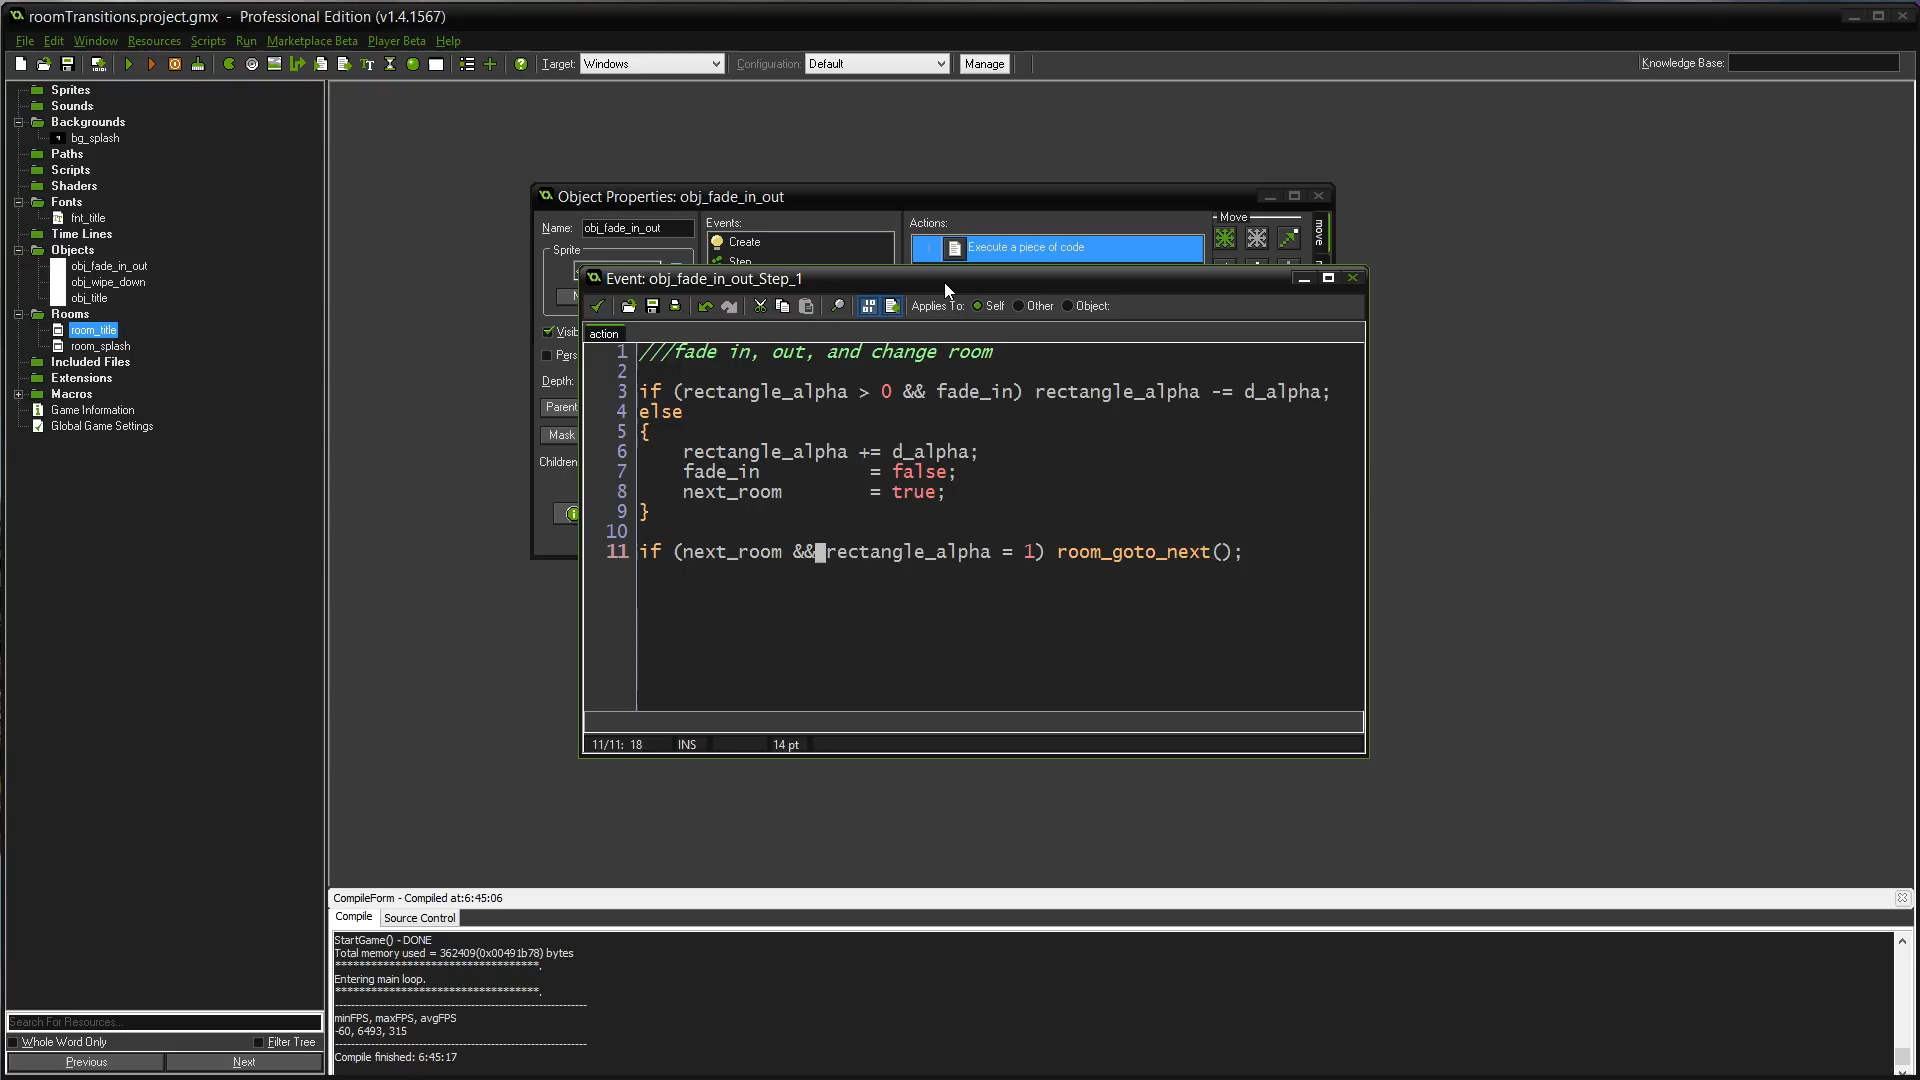 roomTransitions.project.gmx - Professional Edition (v1.4.1567)
File Edit Window Resources Scripts Run Marketplace Beta Player Beta Help
Target: Windows Configuration: Default Manage Knowledge Base:
Sprites
Sounds
Backgrounds
bg_splash
Paths
Scripts
Shaders
Fonts
fnt_title
Time Lines
Objects
obj_fade_in_out
obj_wipe_down
obj_title
Rooms
room_title
room_splash
Included Files
Extensions
Macros
Game Information
Global Game Settings
Search For Resources...
Whole Word Only Filter Tree
Previous Next
Object Properties: obj_fade_in_out
Name: obj_fade_in_out Events: Actions: Move
move
Sprite Create Execute a piece of code
Step
Visib
Pers
Depth:
Parent
Mask
Children
Event: obj_fade_in_out_Step_1
Applies To: Self Other Object:
action
1 ///fade in, out, and change room
2
3 if (rectangle_alpha > 0 && fade_in) rectangle_alpha -= d_alpha;
4 else
5 {
6 rectangle_alpha += d_alpha;
7 fade_in = false;
8 next_room = true;
9 }
10
11 if (next_room && rectangle_alpha = 1) room_goto_next();
11/11: 18 INS 14 pt
CompileForm - Compiled at:6:45:06
Compile Source Control
StartGame() - DONE
Total memory used = 362409(0x00491b78) bytes
***********************************.
Entering main loop.
***********************************.
minFPS, maxFPS, avgFPS
-60, 6493, 315
Compile finished: 6:45:17